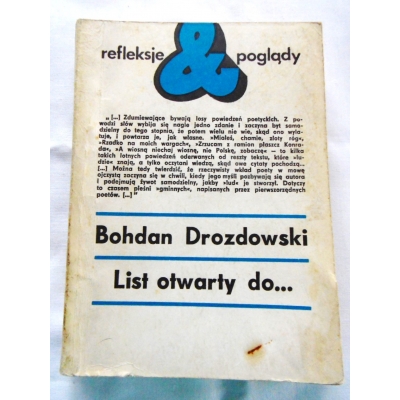 refleksje & poglądy
„[...] Zdumiewające bywają losy powiedzeń poetyckich. Z po-
wodzi słów wybije się nagle jedno zdanie i zaczyna być samo-
dzielny do tego stopnia, że potem wielu nie wie, skąd ono wyla-
tuje, i powtarza je, jak własne. »Miałeś, chamie, złoty róg«,
»Rzadko na moich wargach«, »Zrzucam z ramion płaszcz Konra-
da«, »A wiosną niechaj wiosnę, nie Polskę, zobaczę« — to kilka
takich lotnych powiedzeń oderwanych od reszty tekstu, które »lu-
dzie« znają, a tylko oczytani wiedzą, skąd owe cytaty pochodzą...
[...] Można tedy twierdzić, że rzeczywisty wkład poety w mowę
ojczystą zaczyna się w chwili, kiedy jego myśli pozbywają się autora
i podejmują żywot samodzielny, jakby »lud« je stworzył. Dotyczy
to czasem pieśni »gminnych«, napisanych przez pierwszorzędnych
poetów. [...]"
Bohdan Drozdowski
List otwarty do...